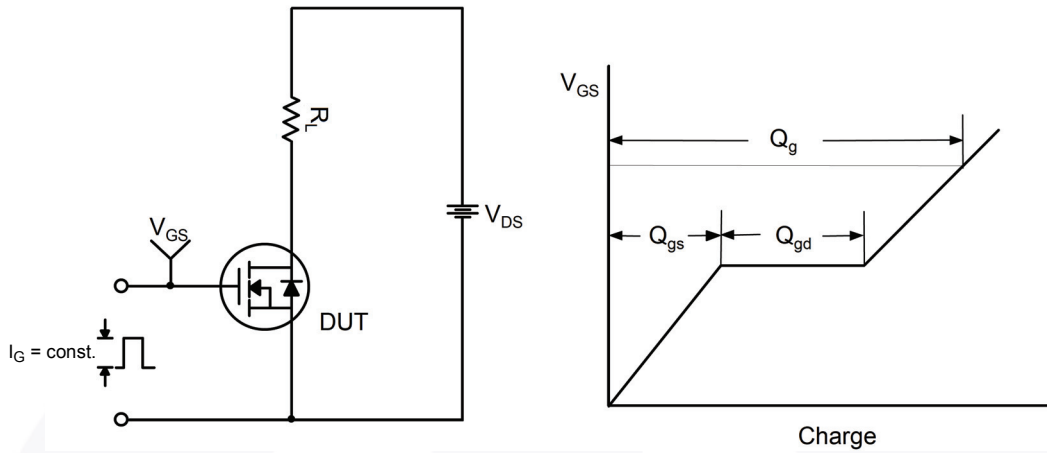 R_L
V_GS
V_DS
DUT
I_G = const.
V_GS
Q_g
Q_gs
Q_gd
Charge